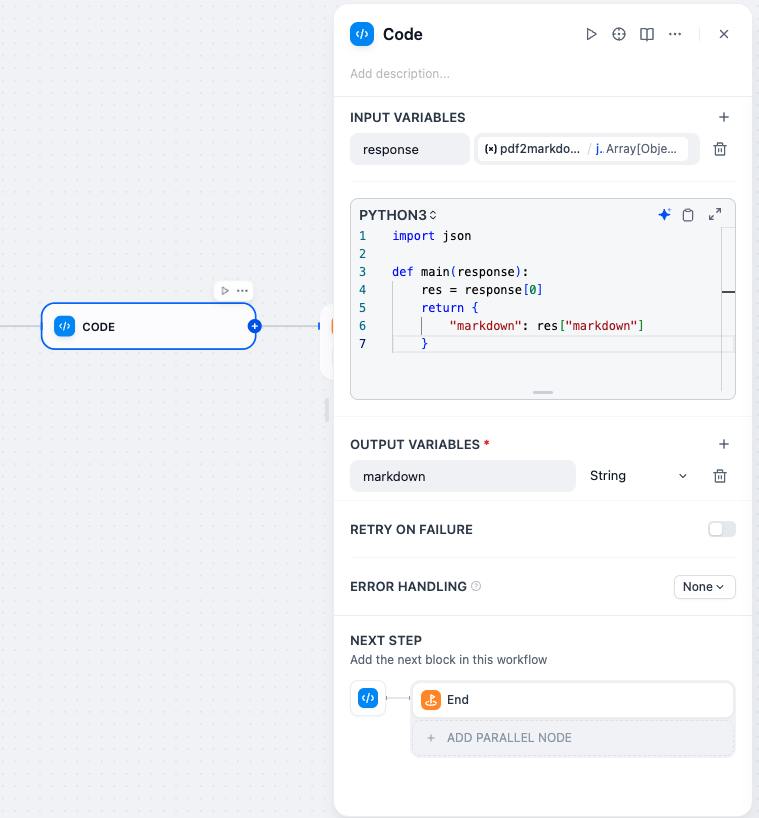 Code
Add description...
INPUT VARIABLES
response
(x) pdf2markdo... / j.. Array[Obje...
PYTHON3
1 import json
2
3 def main(response):
4     res = response[0]
5     return {
6         "markdown": res["markdown"]
7     }
CODE
OUTPUT VARIABLES *
markdown
String
RETRY ON FAILURE
ERROR HANDLING
None
NEXT STEP
Add the next block in this workflow
End
+ ADD PARALLEL NODE